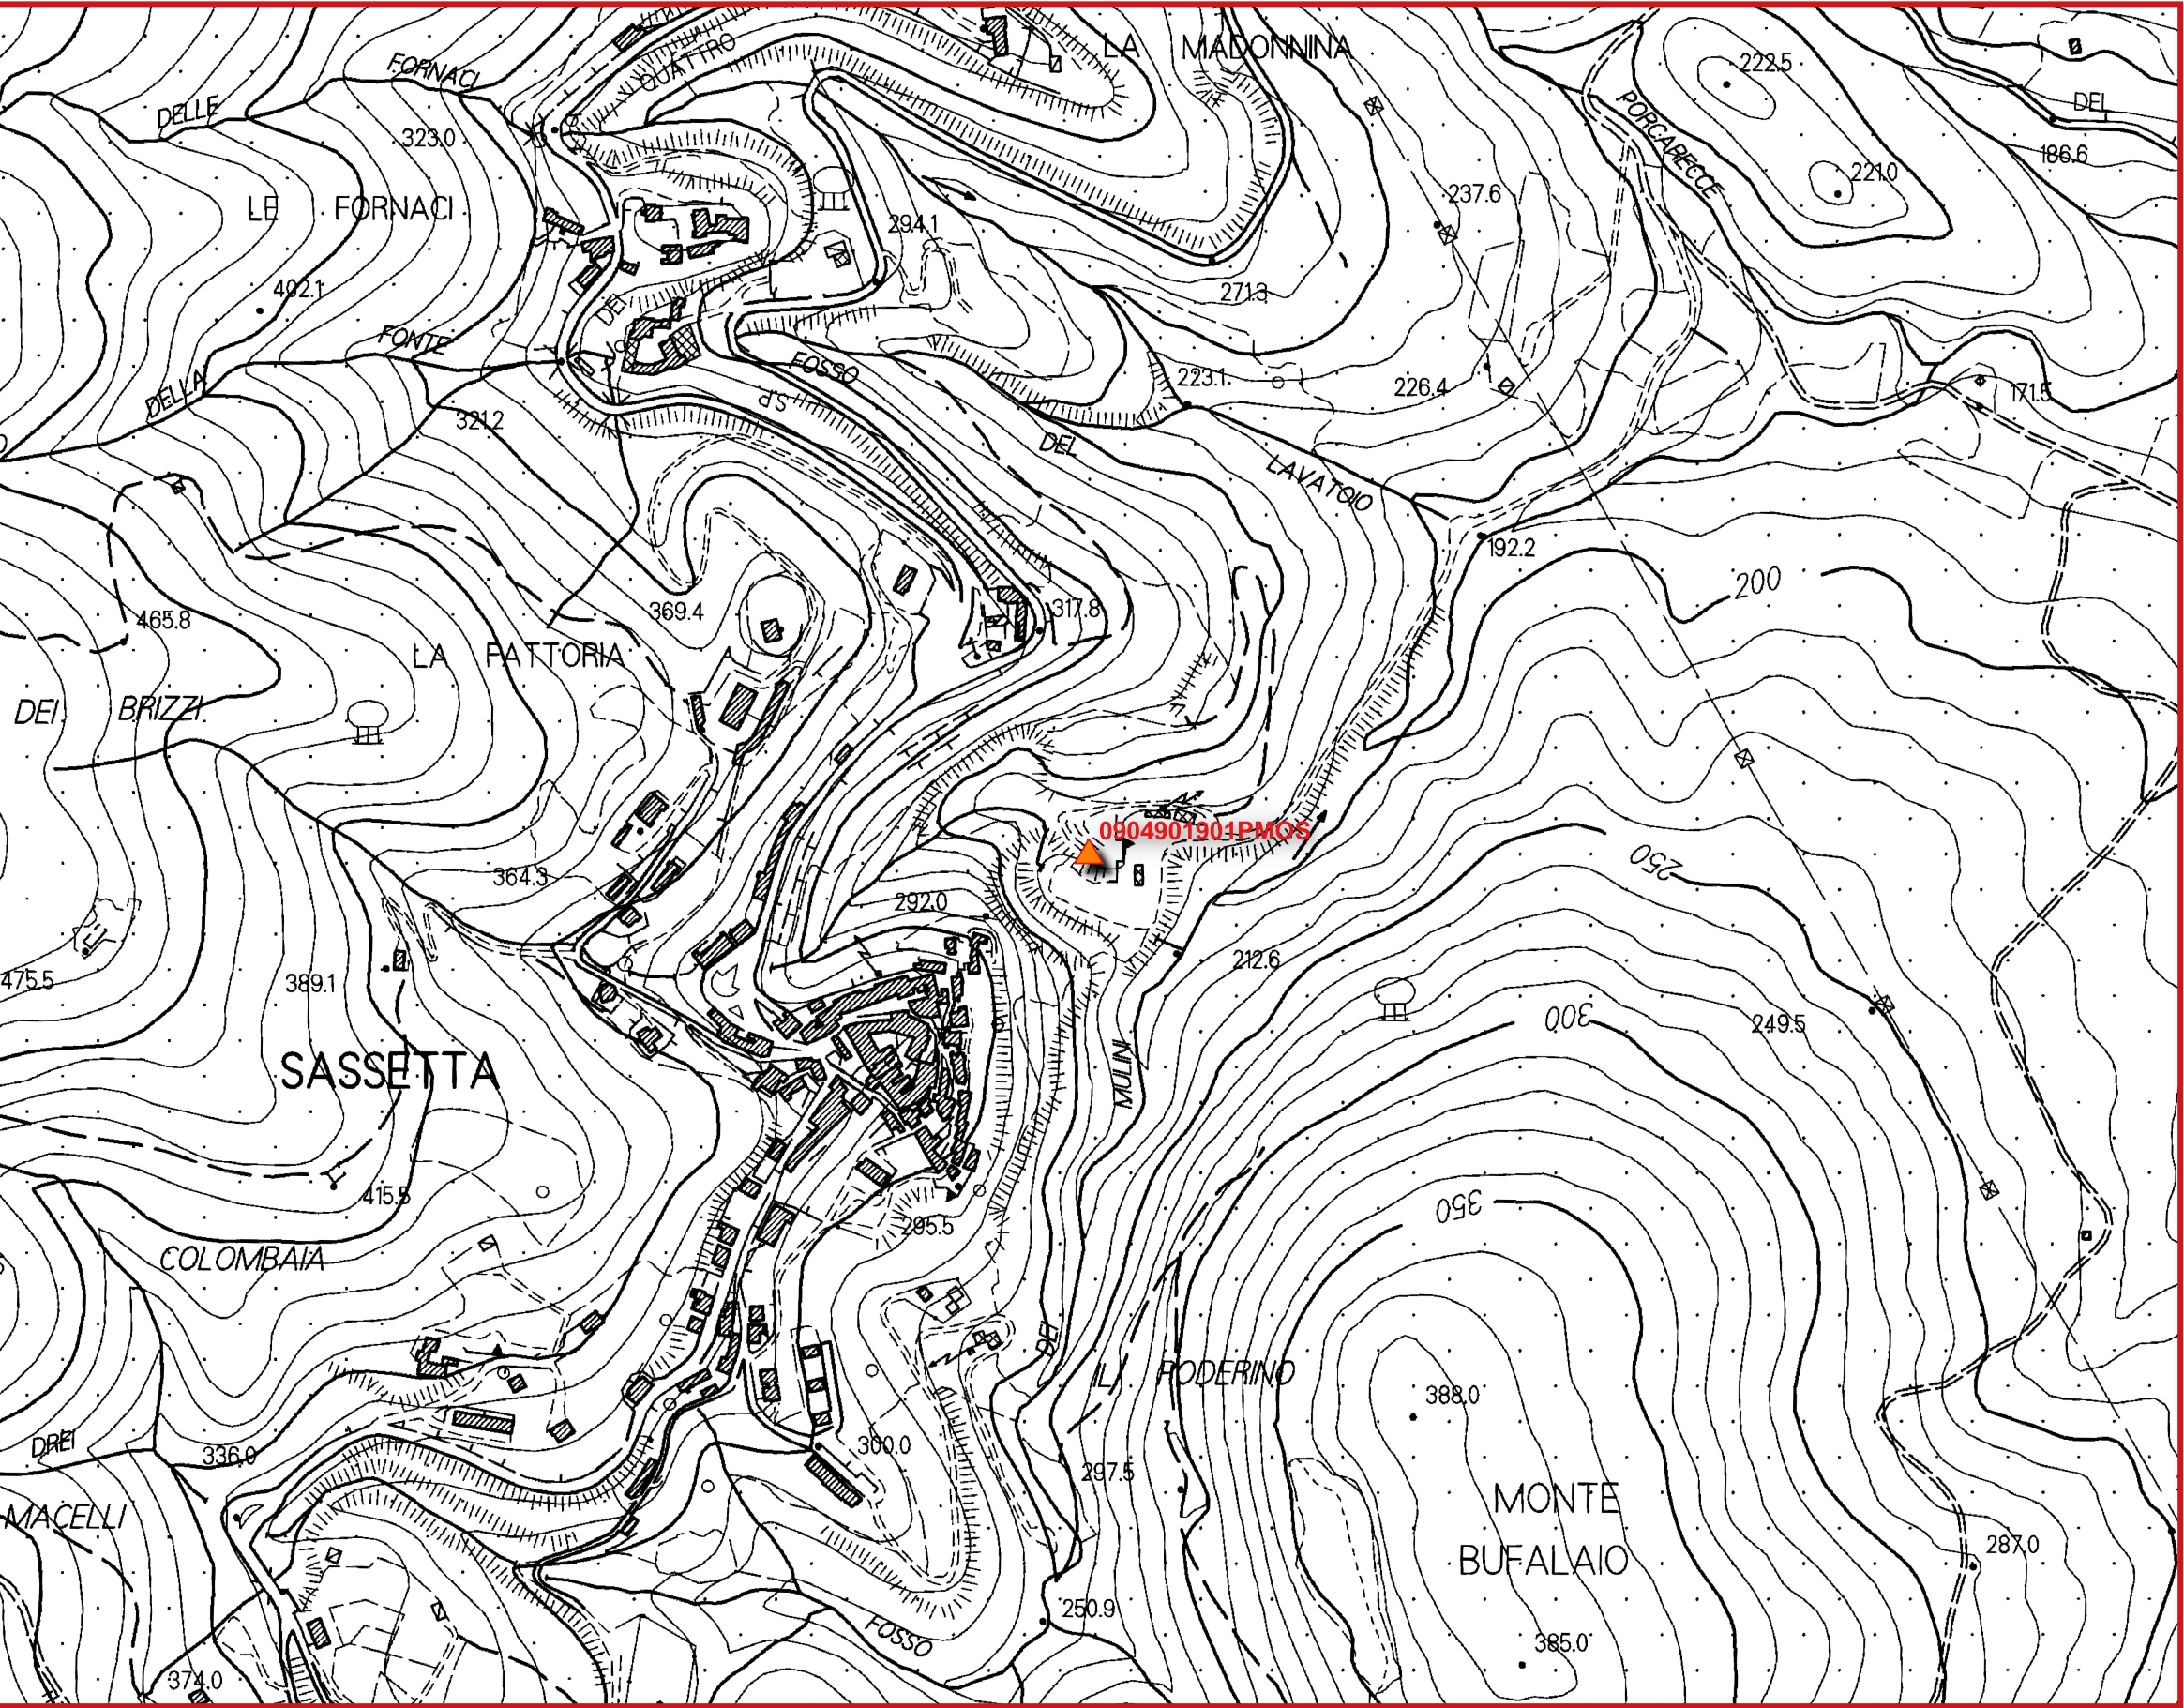 LA MADONNINA
QUATTRO
FORNACI
DELLE
222.5
PORCARECCE
DEL
323.0
186.6
221.0
LE FORNACI
237.6
294.1
402.1
271.3
DEI
FONTE
FOSSO
DELLA
223.1
226.4
171.5
S.P.
321.2
DEL
LAVATOIO
192.2
200
369.4
317.8
465.8
LA FATTORIA
DEI BRIZZI
0904901901PMOS
250
364.3
292.0
212.6
475.5
389.1
300
249.5
SASSETTA
MULINI
415.5
350
295.5
COLOMBAIA
DEI
IL PODERINO
388.0
DREI
336.0
300.0
297.5
MACELLI
MONTE
BUFALAIO
287.0
250.9
FOSSO
385.0
374.0